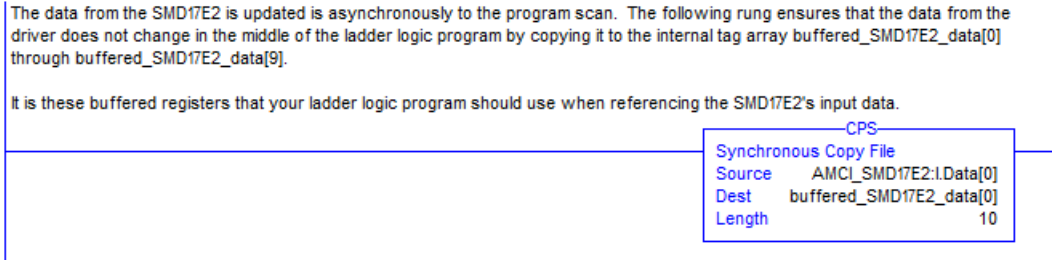 The data from the SMD17E2 is updated is asynchronously to the program scan.  The following rung ensures that the data from the
driver does not change in the middle of the ladder logic program by copying it to the internal tag array buffered_SMD17E2_data[0]
through buffered_SMD17E2_data[9].
It is these buffered registers that your ladder logic program should use when referencing the SMD17E2's input data.
CPS
Synchronous Copy File
Source AMCI_SMD17E2:I.Data[0]
Dest buffered_SMD17E2_data[0]
Length 10